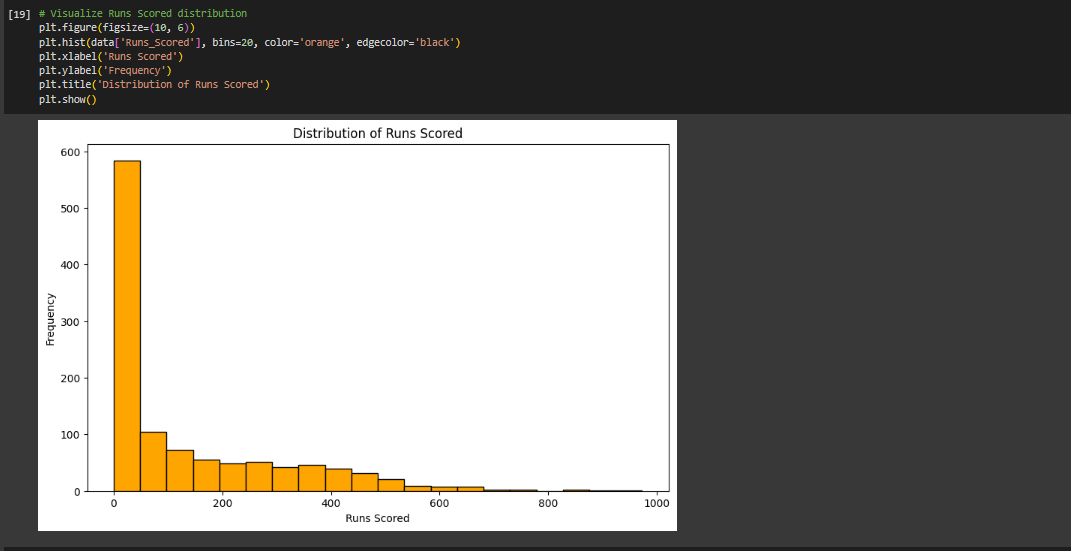 [19] # Visualize Runs Scored distribution
plt.figure(figsize=(10, 6))
plt.hist(data['Runs_Scored'], bins=20, color='orange', edgecolor='black')
plt.xlabel('Runs Scored')
plt.ylabel('Frequency')
plt.title('Distribution of Runs Scored')
plt.show()
Distribution of Runs Scored
600
500
400
300
200
100
0
Frequency
0 200 400 600 800 1000
Runs Scored